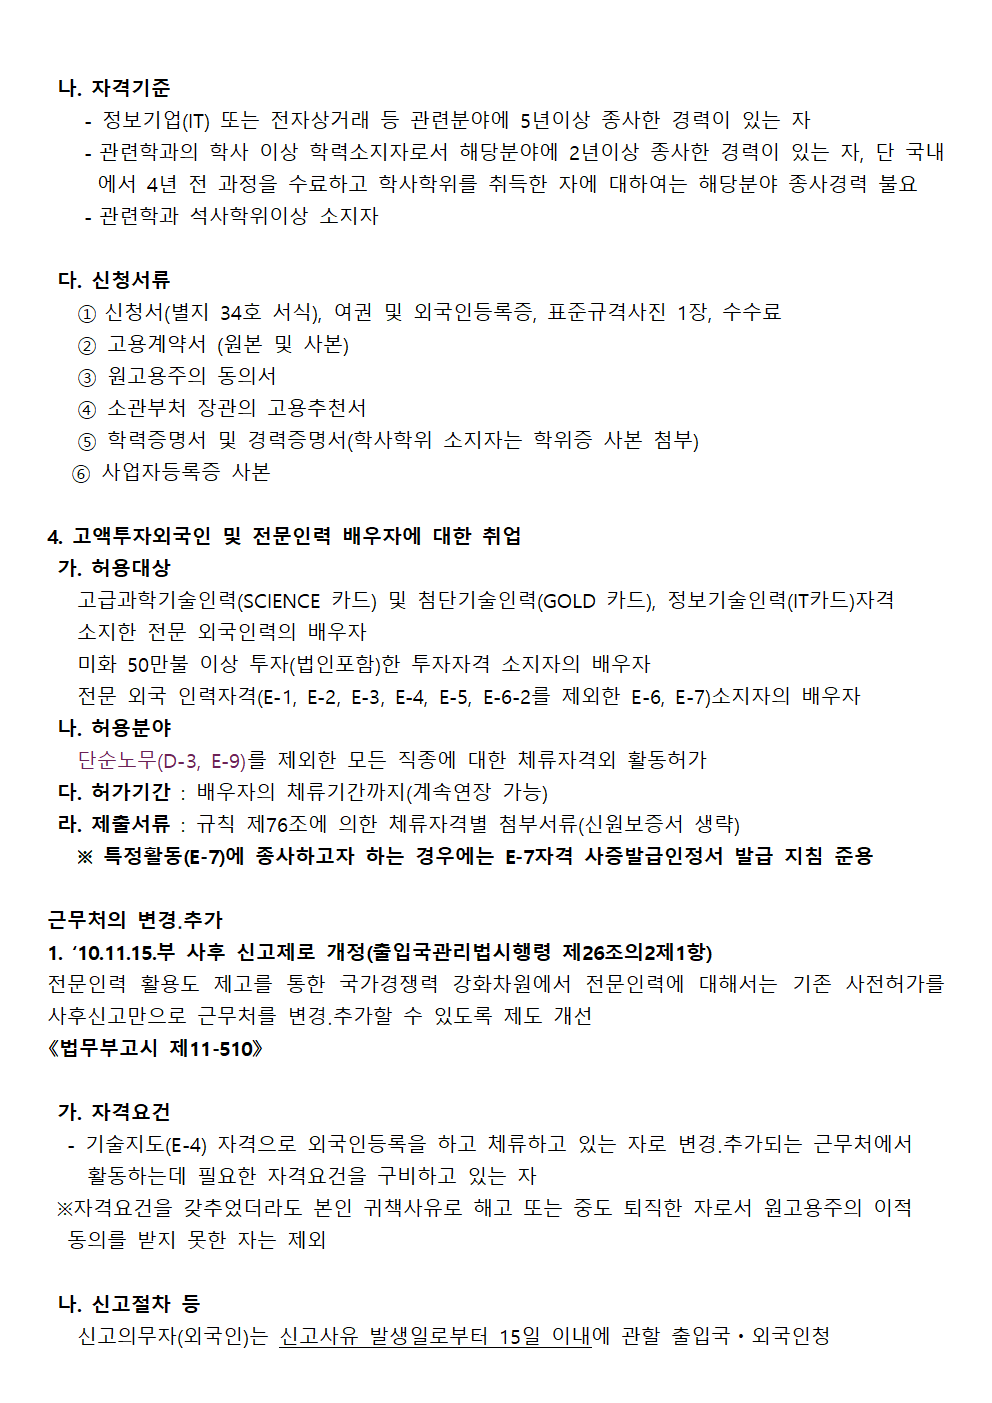 나. 자격기준
- 정보기업(IT) 또는 전자상거래 등 관련분야에 5년이상 종사한 경력이 있는 자
- 관련학과의 학사 이상 학력소지자로서 해당분야에 2년이상 종사한 경력이 있는 자, 단 국내
에서 4년 전 과정을 수료하고 학사학위를 취득한 자에 대하여는 해당분야 종사경력 불요
- 관련학과 석사학위이상 소지자
다. 신청서류
① 신청서(별지 34호 서식), 여권 및 외국인등록증, 표준규격사진 1장, 수수료
② 고용계약서 (원본 및 사본)
③ 원고용주의 동의서
④ 소관부처 장관의 고용추천서
⑤ 학력증명서 및 경력증명서(학사학위 소지자는 학위증 사본 첨부)
⑥ 사업자등록증 사본
4. 고액투자외국인 및 전문인력 배우자에 대한 취업
가. 허용대상
고급과학기술인력(SCIENCE 카드) 및 첨단기술인력(GOLD 카드), 정보기술인력(IT카드)자격
소지한 전문 외국인력의 배우자
미화 50만불 이상 투자(법인포함)한 투자자격 소지자의 배우자
전문 외국 인력자격(E-1, E-2, E-3, E-4, E-5, E-6-2를 제외한 E-6, E-7)소지자의 배우자
나. 허용분야
단순노무(D-3, E-9)를 제외한 모든 직종에 대한 체류자격외 활동허가
다. 허가기간 : 배우자의 체류기간까지(계속연장 가능)
라. 제출서류 : 규칙 제76조에 의한 체류자격별 첨부서류(신원보증서 생략)
※ 특정활동(E-7)에 종사하고자 하는 경우에는 E-7자격 사증발급인정서 발급 지침 준용
근무처의 변경.추가
1. ‘10.11.15.부 사후 신고제로 개정(출입국관리법시행령 제26조의2제1항)
전문인력 활용도 제고를 통한 국가경쟁력 강화차원에서 전문인력에 대해서는 기존 사전허가를
사후신고만으로 근무처를 변경.추가할 수 있도록 제도 개선
《법무부고시 제11-510》
가. 자격요건
- 기술지도(E-4) 자격으로 외국인등록을 하고 체류하고 있는 자로 변경.추가되는 근무처에서
활동하는데 필요한 자격요건을 구비하고 있는 자
※자격요건을 갖추었더라도 본인 귀책사유로 해고 또는 중도 퇴직한 자로서 원고용주의 이적
동의를 받지 못한 자는 제외
나. 신고절차 등
신고의무자(외국인)는 신고사유 발생일로부터 15일 이내에 관할 출입국・외국인청